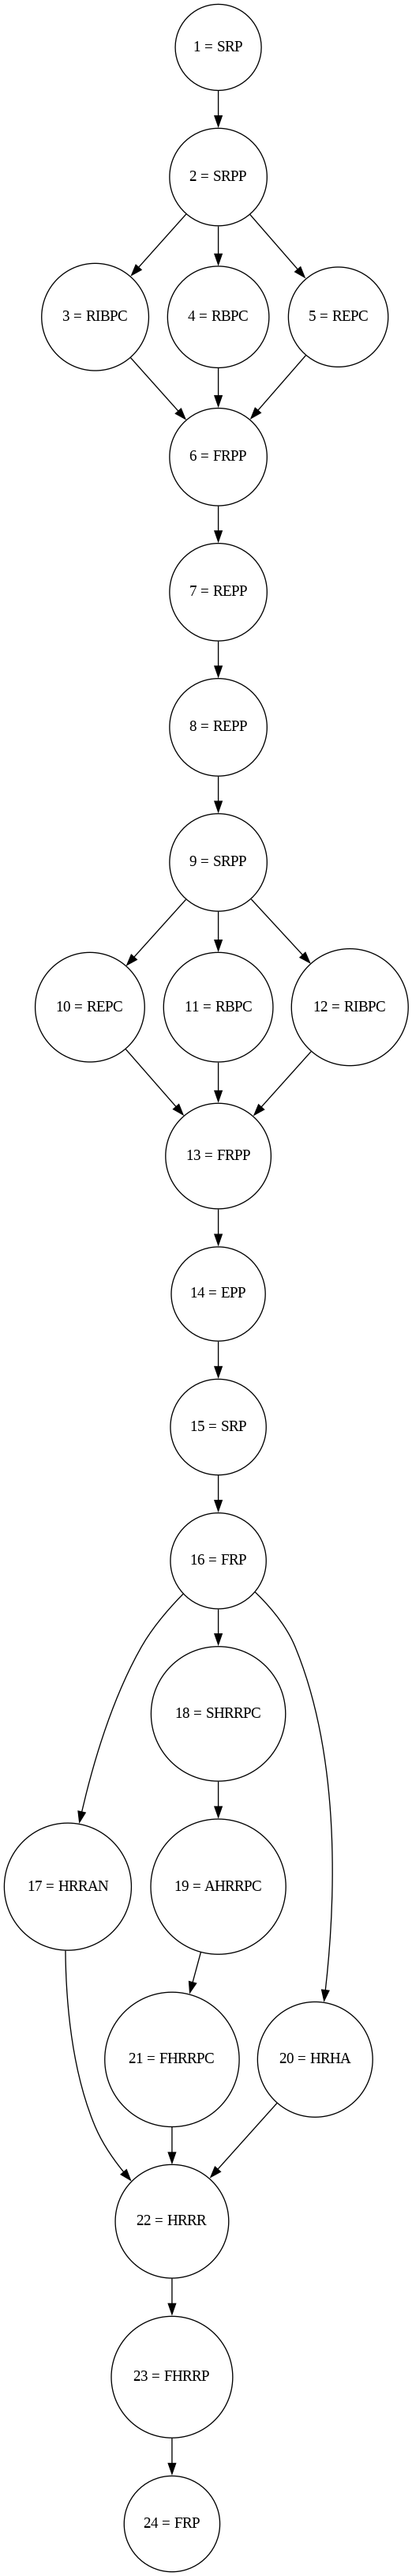 1 = SRP
2 = SRPP
3 = RIBPC
4 = RBPC
5 = REPC
6 = FRPP
7 = REPP
8 = REPP
9 = SRPP
10 = REPC
11 = RBPC
12 = RIBPC
13 = FRPP
14 = EPP
15 = SRP
16 = FRP
18 = SHRRPC
17 = HRRAN
19 = AHRRPC
21 = FHRRPC
20 = HRHA
22 = HRRR
23 = FHRRP
24 = FRP